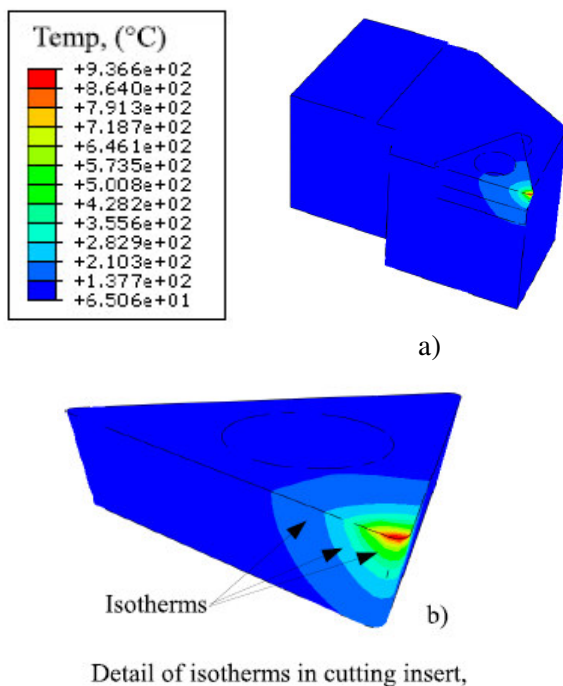 Temp, (°C)
+9.366e+02
+8.640e+02
+7.913e+02
+7.187e+02
+6.461e+02
+5.735e+02
+5.008e+02
+4.282e+02
+3.556e+02
+2.829e+02
+2.103e+02
+1.377e+02
+6.506e+01
a)
Isotherms
b)
Detail of isotherms in cutting insert,